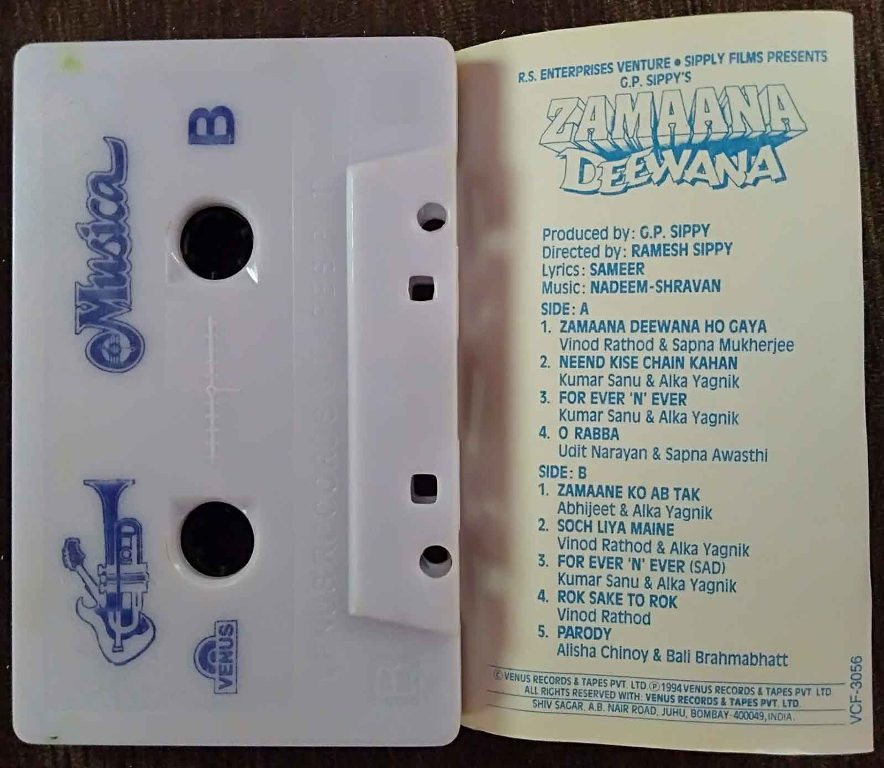 B
Musica
VENUS
R.S. ENTERPRISES VENTURE ● SIPPLY FILMS PRESENTS
G.P. SIPPY'S
ZAMAANA
DEEWANA
Produced by: G.P. SIPPY
Directed by: RAMESH SIPPY
Lyrics: SAMEER
Music: NADEEM-SHRAVAN
SIDE: A
1. ZAMAANA DEEWANA HO GAYA
Vinod Rathod & Sapna Mukherjee
2. NEEND KISE CHAIN KAHAN
Kumar Sanu & Alka Yagnik
3. FOR EVER 'N' EVER
Kumar Sanu & Alka Yagnik
4. O RABBA
Udit Narayan & Sapna Awasthi
SIDE: B
1. ZAMAANE KO AB TAK
Abhijeet & Alka Yagnik
2. SOCH LIYA MAINE
Vinod Rathod & Alka Yagnik
3. FOR EVER 'N' EVER (SAD)
Kumar Sanu & Alka Yagnik
4. ROK SAKE TO ROK
Vinod Rathod
5. PARODY
Alisha Chinoy & Bali Brahmabhatt
© VENUS RECORDS & TAPES PVT. LTD ℗ 1994 VENUS RECORDS & TAPES PVT LTD
ALL RIGHTS RESERVED WITH: VENUS RECORDS & TAPES PVT. LTD.
SHIV SAGAR, A.B. NAIR ROAD, JUHU, BOMBAY-400049, INDIA.
VCF-3056